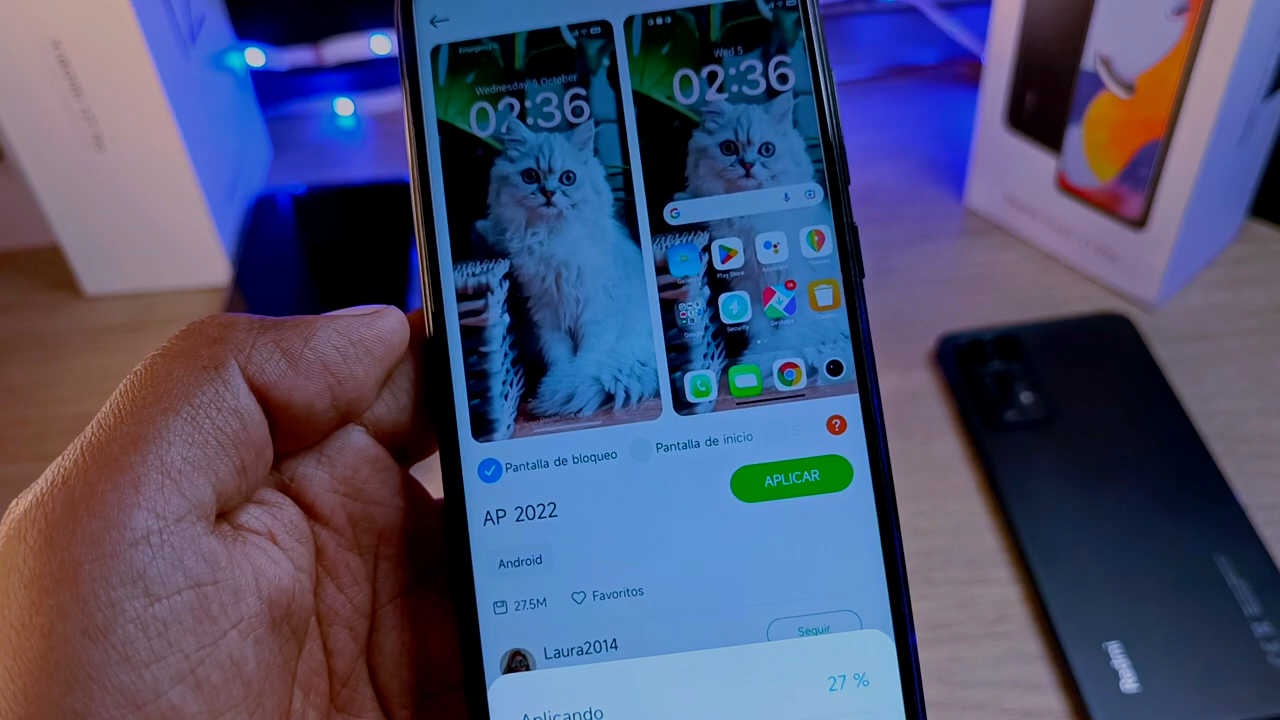 Wednesday 5 October
02:36
Wed 5
02:36
Play Store
Security
Pantalla de bloqueo
Pantalla de inicio
?
APLICAR
AP 2022
Android
27.5M
Favoritos
Laura2014
Seguir
27 %
Aplicando
Redmi